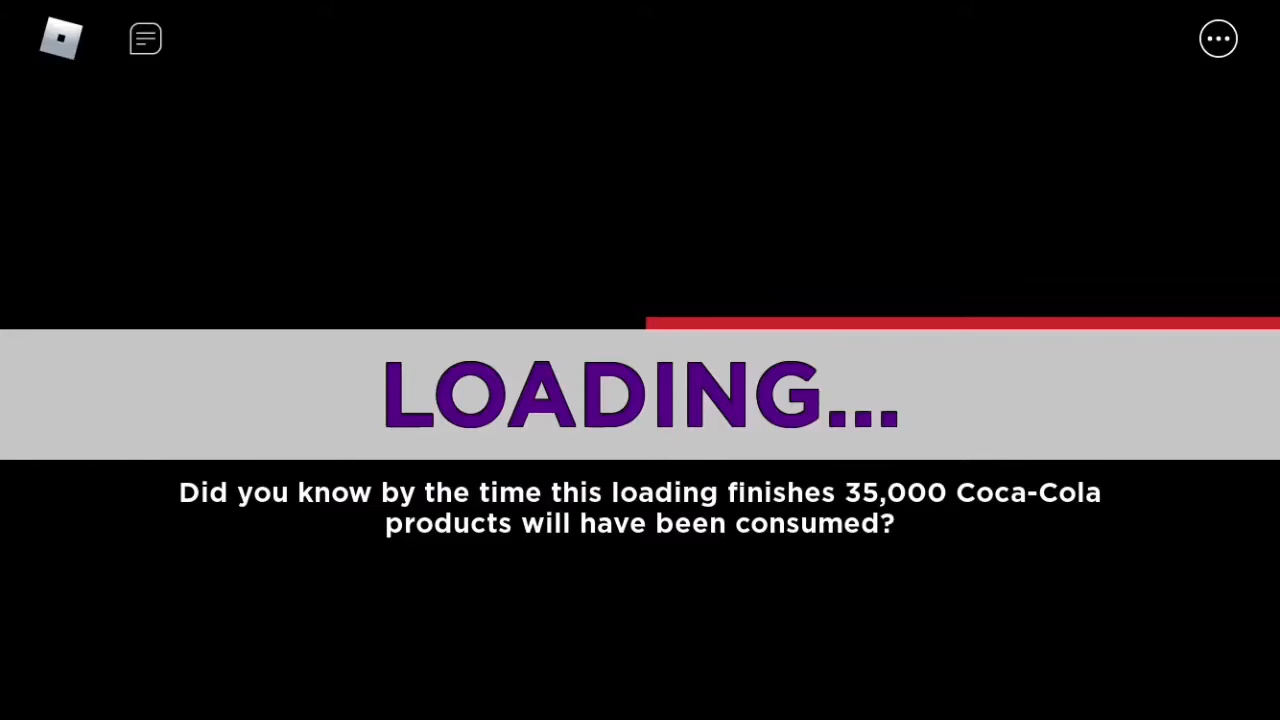 LOADING...
Did you know by the time this loading finishes 35,000 Coca-Cola
products will have been consumed?